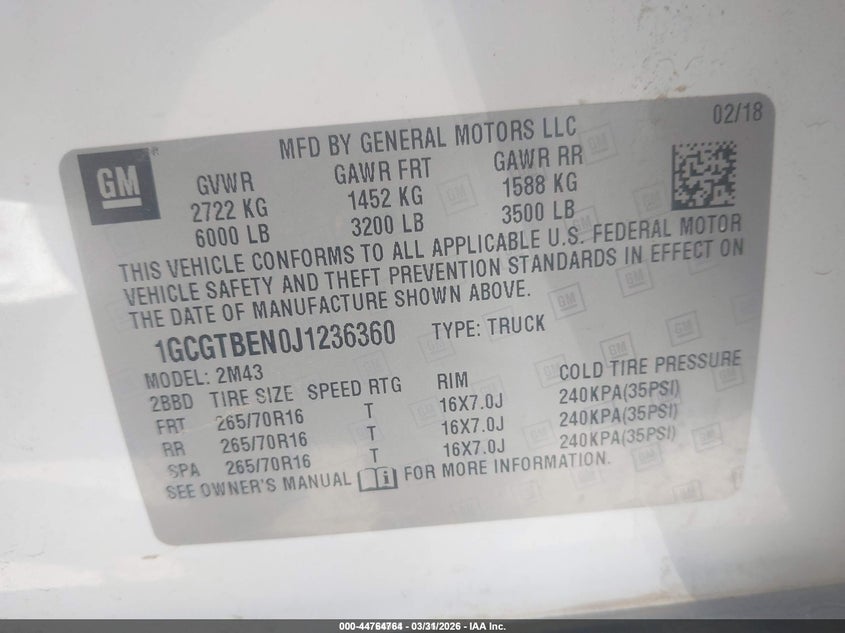 02/18
MFD BY GENERAL MOTORS LLC
GM
GVWR GAWR FRT GAWR RR
2722 KG 1452 KG 1588 KG
6000 LB 3200 LB 3500 LB
THIS VEHICLE CONFORMS TO ALL APPLICABLE U.S. FEDERAL MOTOR
VEHICLE SAFETY AND THEFT PREVENTION STANDARDS IN EFFECT ON
THE DATE OF MANUFACTURE SHOWN ABOVE.
1GCGTBEN0J1236360 TYPE: TRUCK
MODEL: 2M43
2BBD TIRE SIZE SPEED RTG RIM COLD TIRE PRESSURE
FRT 265/70R16 T 16X7.0J 240KPA(35PSI)
RR 265/70R16 T 16X7.0J 240KPA(35PSI)
SPA 265/70R16 T 16X7.0J 240KPA(35PSI)
SEE OWNER'S MANUAL i FOR MORE INFORMATION.
000-44764764 - 03/31/2026 - IAA Inc.